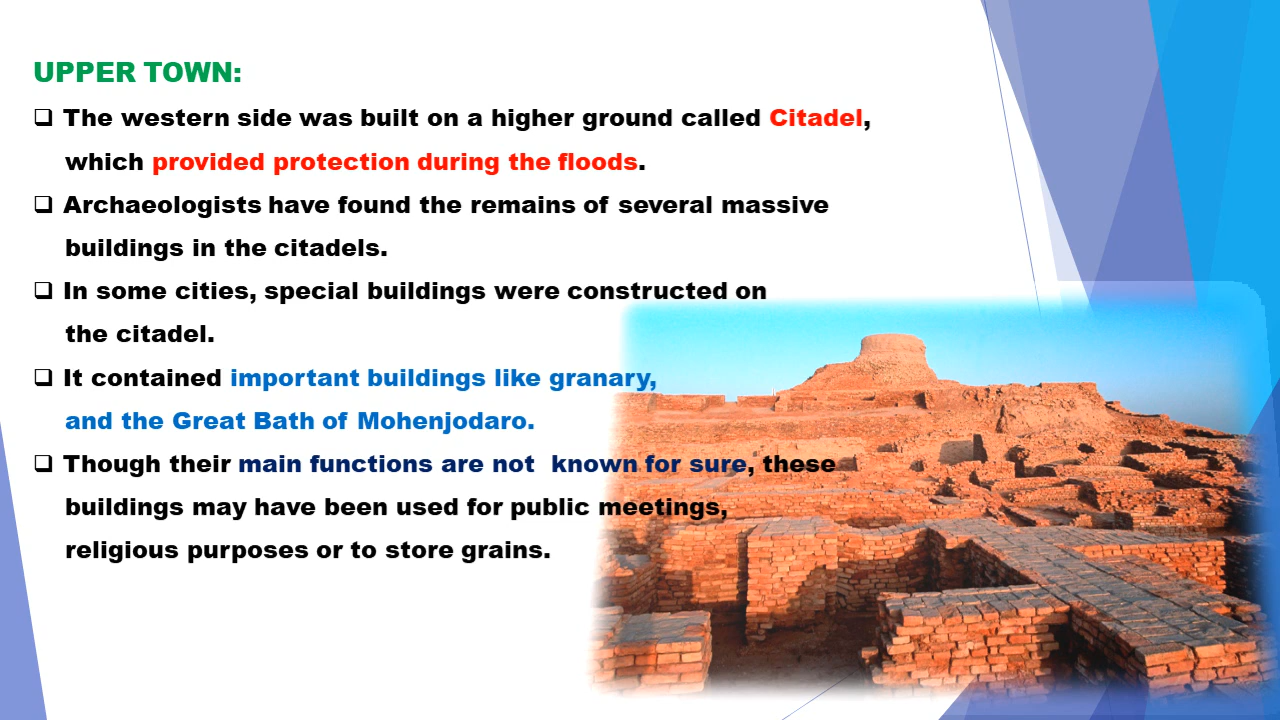 UPPER TOWN:
❑ The western side was built on a higher ground called Citadel,
which provided protection during the floods.
❑ Archaeologists have found the remains of several massive
buildings in the citadels.
❑ In some cities, special buildings were constructed on
the citadel.
❑ It contained important buildings like granary,
and the Great Bath of Mohenjodaro.
❑ Though their main functions are not  known for sure, these
buildings may have been used for public meetings,
religious purposes or to store grains.